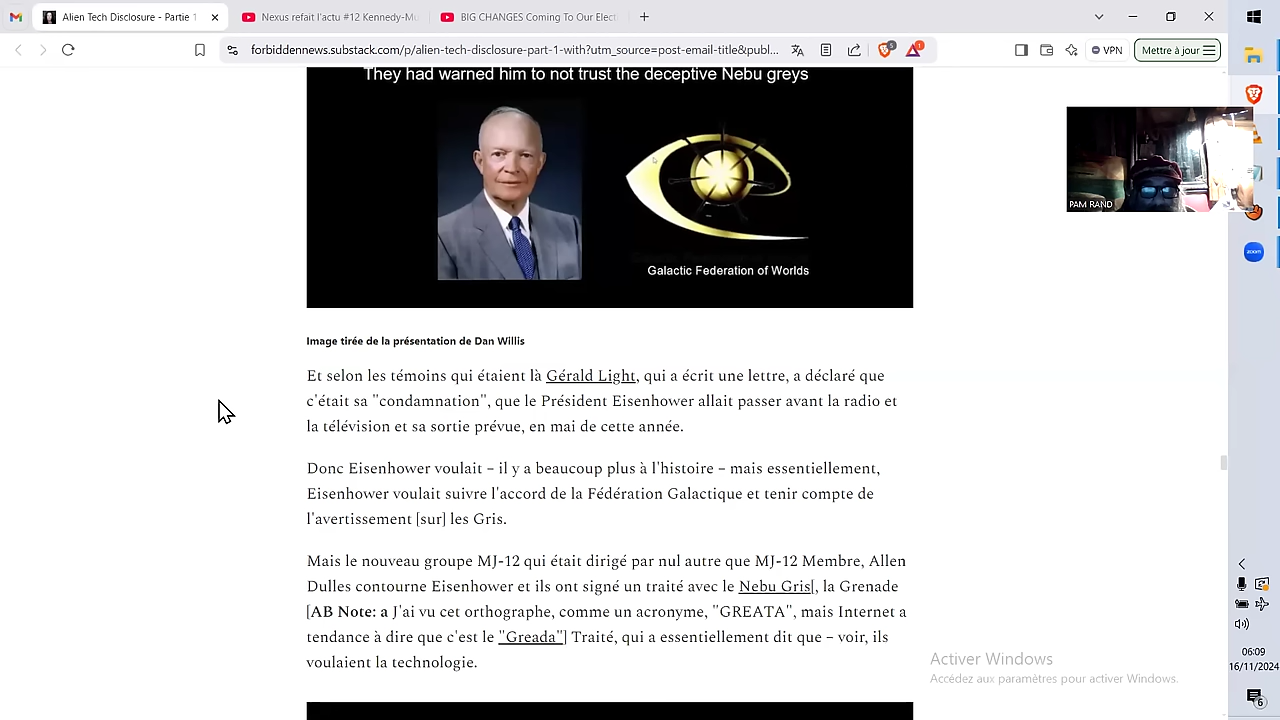 Alien Tech Disclosure - Partie 1
Nexus refait l'actu #12 Kennedy-Mu
BIG CHANGES Coming To Our Elect
forbiddennews.substack.com/p/alien-tech-disclosure-part-1-with?utm_source=post-email-title&publ...
5
1
VPN
Mettre à jour
They had warned him to not trust the deceptive Nebu greys
Galactic Federation of Worlds
PAM RAND
zoom
Image tirée de la présentation de Dan Willis
Et selon les témoins qui étaient là Gérald Light, qui a écrit une lettre, a déclaré que
c'était sa "condamnation", que le Président Eisenhower allait passer avant la radio et
la télévision et sa sortie prévue, en mai de cette année.
Donc Eisenhower voulait – il y a beaucoup plus à l'histoire – mais essentiellement,
Eisenhower voulait suivre l'accord de la Fédération Galactique et tenir compte de
l'avertissement [sur] les Gris.
Mais le nouveau groupe MJ-12 qui était dirigé par nul autre que MJ-12 Membre, Allen
Dulles contourne Eisenhower et ils ont signé un traité avec le Nebu Gris[, la Grenade
[AB Note: a J'ai vu cet orthographe, comme un acronyme, "GREATA", mais Internet a
tendance à dire que c'est le "Greada"] Traité, qui a essentiellement dit que – voir, ils
voulaient la technologie.
Activer Windows
Accédez aux paramètres pour activer Windows.
06:09
16/11/2024
6